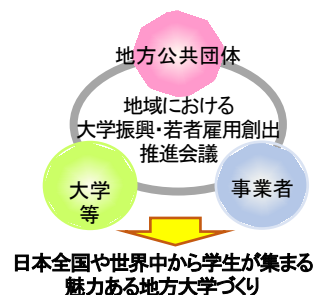 地方公共団体
地域における
大学振興・若者雇用創出
推進会議
大学
等
事業者
日本全国や世界中から学生が集まる
魅力ある地方大学づくり